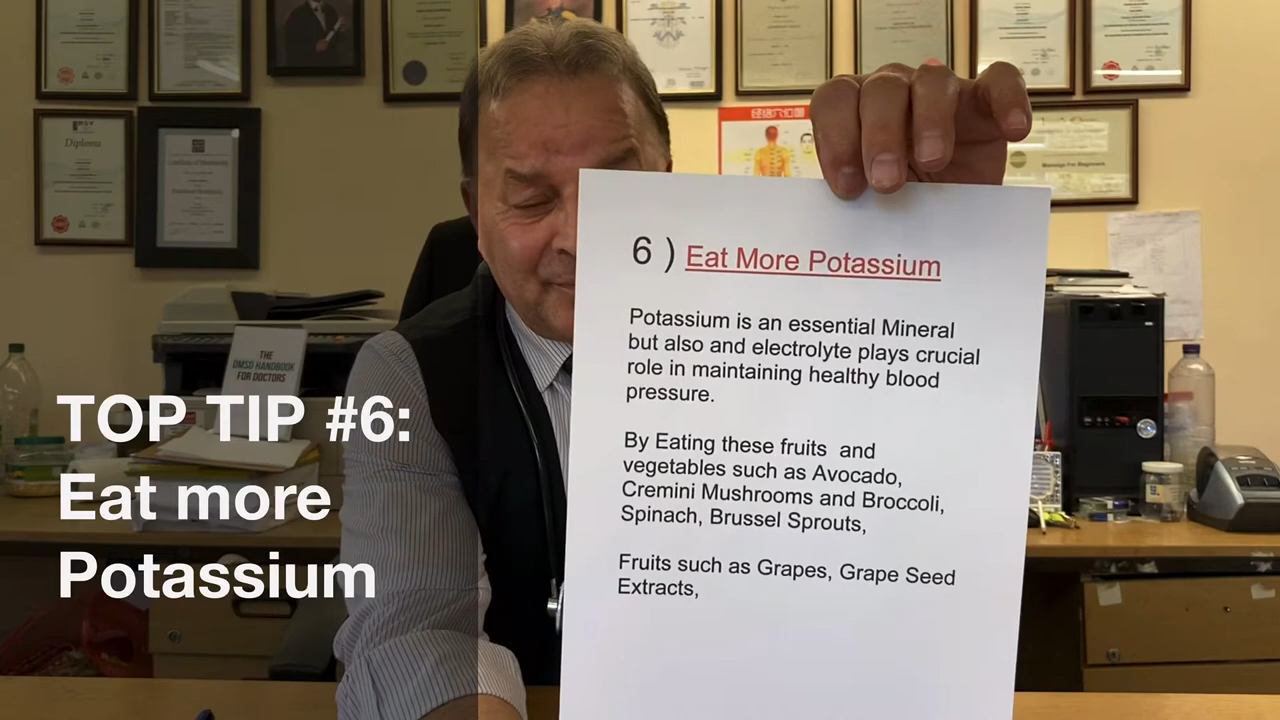 Diploma
Massage For Beginners
THE
DMSO HANDBOOK
FOR DOCTORS
TOP TIP #6:
Eat more
Potassium
6 ) Eat More Potassium
Potassium is an essential Mineral
but also and electrolyte plays crucial
role in maintaining healthy blood
pressure.
By Eating these fruits and
vegetables such as Avocado,
Cremini Mushrooms and Broccoli,
Spinach, Brussel Sprouts,
Fruits such as Grapes, Grape Seed
Extracts,